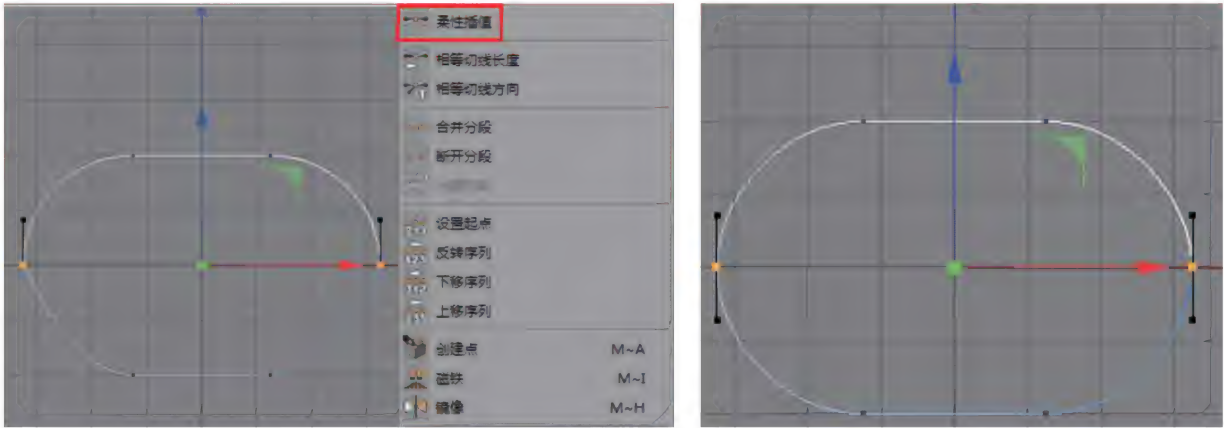 柔性插值
相等切线长度
相等切线方向
合并分段
断开分段
设置起点
反转序列
下移序列
上移序列
创建点 M~A
磁铁 M~I
镜像 M~H